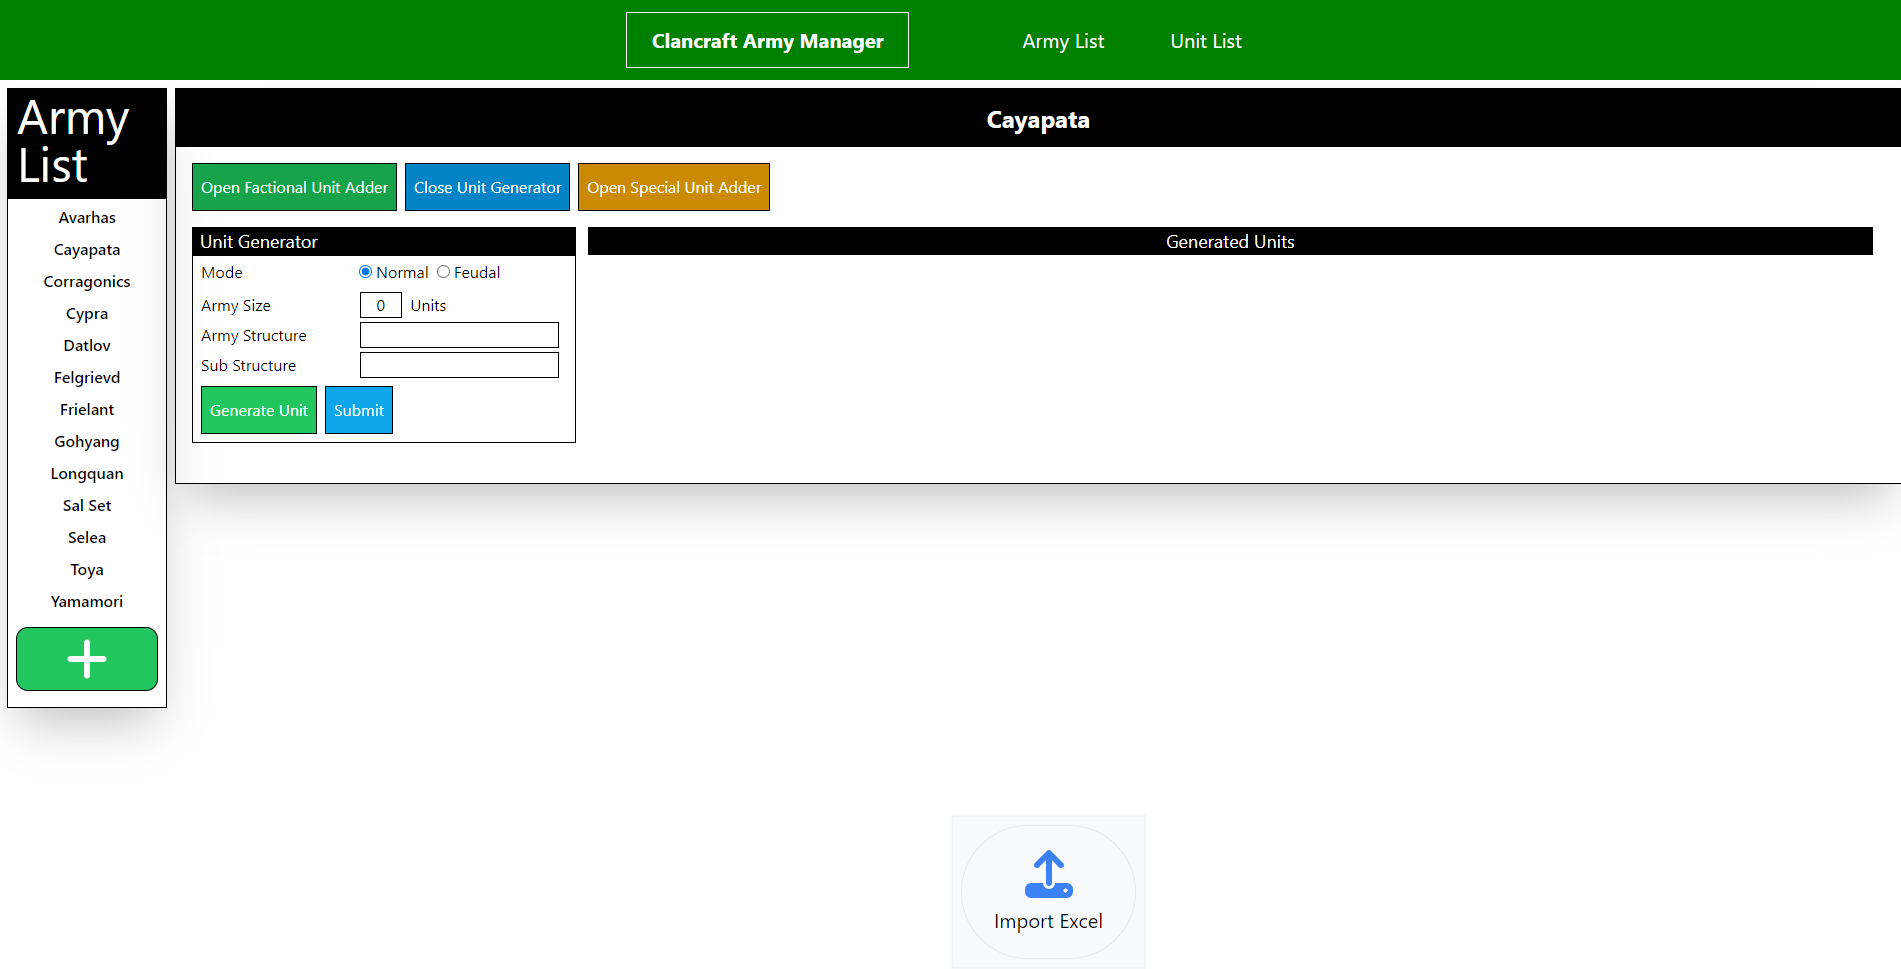 Clancraft Army Manager
Army List
Unit List
Army
List
Avarhas
Cayapata
Corragonics
Cypra
Datlov
Felgrievd
Frielant
Gohyang
Longquan
Sal Set
Selea
Toya
Yamamori
Cayapata
Open Factional Unit Adder
Close Unit Generator
Open Special Unit Adder
Unit Generator
Mode Normal Feudal
Army Size 0 Units
Army Structure
Sub Structure
Generate Unit
Submit
Generated Units
Import Excel